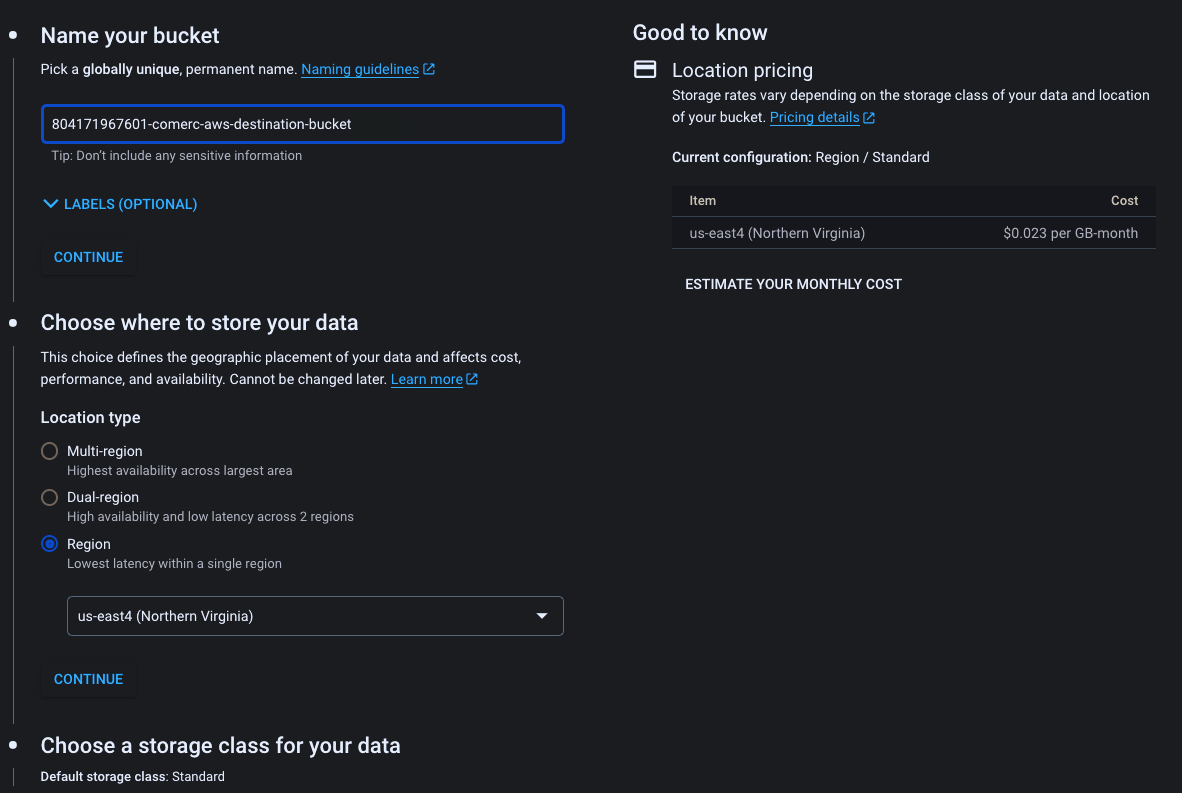 Name your bucket
Pick a globally unique, permanent name. Naming guidelines
804171967601-comerc-aws-destination-bucket
Tip: Don't include any sensitive information
LABELS (OPTIONAL)
CONTINUE
Choose where to store your data
This choice defines the geographic placement of your data and affects cost,
performance, and availability. Cannot be changed later. Learn more
Location type
Multi-region
Highest availability across largest area
Dual-region
High availability and low latency across 2 regions
Region
Lowest latency within a single region
us-east4 (Northern Virginia)
CONTINUE
Choose a storage class for your data
Default storage class: Standard
Good to know
Location pricing
Storage rates vary depending on the storage class of your data and location
of your bucket. Pricing details
Current configuration: Region / Standard
Item Cost
us-east4 (Northern Virginia) $0.023 per GB-month
ESTIMATE YOUR MONTHLY COST